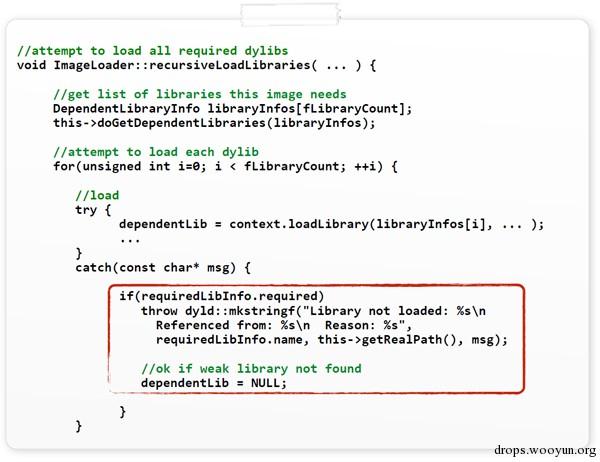 //attempt to load all required dylibs
void ImageLoader::recursiveLoadLibraries( ... ) {
//get list of libraries this image needs
DependentLibraryInfo libraryInfos[fLibraryCount];
this->doGetDependentLibraries(libraryInfos);
//attempt to load each dylib
for(unsigned int i=0; i < fLibraryCount; ++i) {
//load
try {
dependentLib = context.loadLibrary(libraryInfos[i], ... );
...
}
catch(const char* msg) {
if(requiredLibInfo.required)
throw dyld::mkstringf("Library not loaded: %s\n
Referenced from: %s\n  Reason: %s",
requiredLibInfo.name, this->getRealPath(), msg);
//ok if weak library not found
dependentLib = NULL;
}
}
drops.wooyun.org